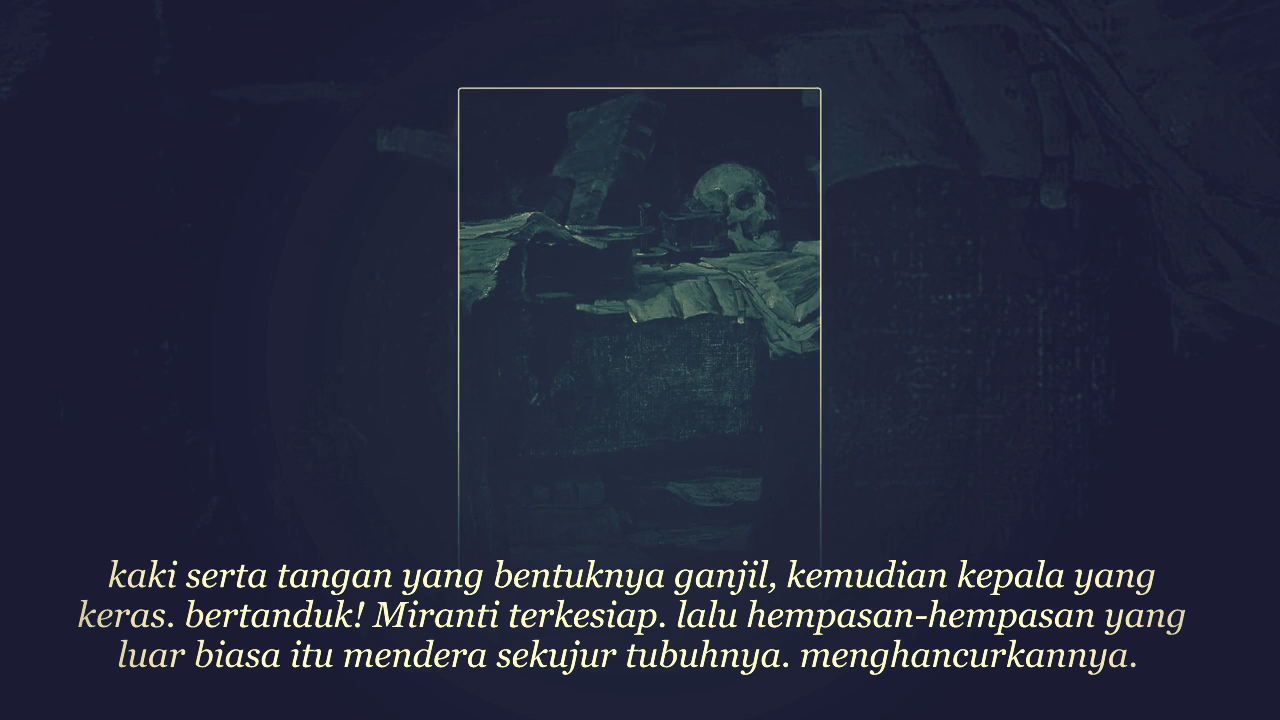 kaki serta tangan yang bentuknya ganjil, kemudian kepala yang
keras. bertanduk! Miranti terkesiap. lalu hempasan-hempasan yang
luar biasa itu mendera sekujur tubuhnya. menghancurkannya.